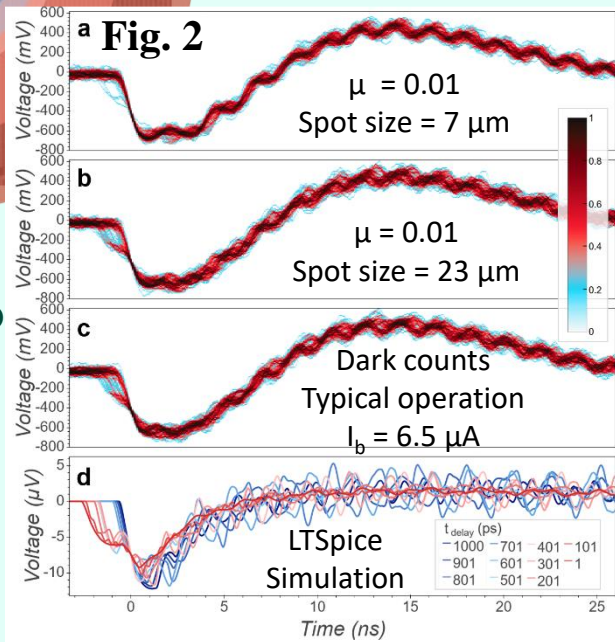 a Fig. 2
Voltage (mV)
600
400
200
0
-200
-400
-600
-800
μ = 0.01
Spot size = 7 μm
1
0.8
0.6
0.4
0.2
0
b
Voltage (mV)
600
400
200
0
-200
-400
-600
-800
μ = 0.01
Spot size = 23 μm
c
Voltage (mV)
600
400
200
0
-200
-400
-600
-800
Dark counts
Typical operation
I_b = 6.5 μA
d
Voltage (μV)
5
0
-5
-10
LTSpice
Simulation
t_delay (ps)
1000 701 401 101
901 601 301 1
801 501 201
0 5 10 15 20 25
Time (ns)